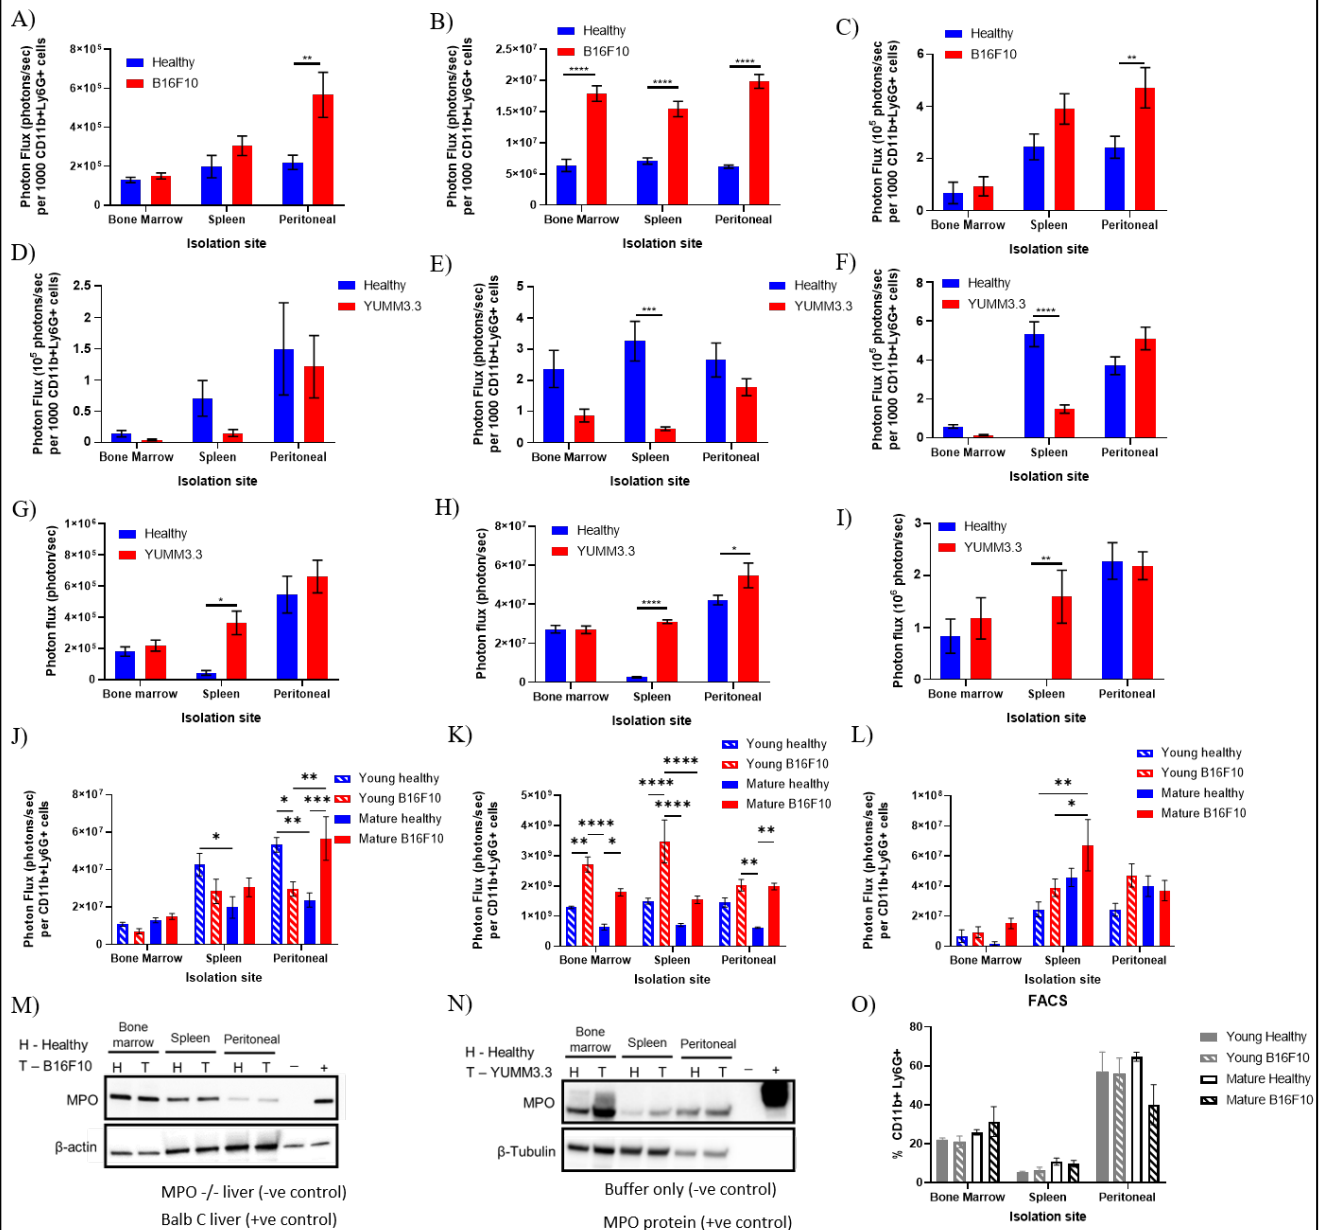 A)
Photon Flux (photons/sec)
per 1000 CD11b+Ly6G+ cells)
8×10⁵
6×10⁵
4×10⁵
2×10⁵
0
Healthy
B16F10
**
Bone Marrow Spleen Peritoneal
Isolation site
B)
Photon Flux (photons/sec)
per 1000 CD11b+Ly6G+ cells)
2.5×10⁷
2×10⁷
1.5×10⁷
1×10⁷
5×10⁶
0
Healthy
B16F10
**** **** ****
Bone Marrow Spleen Peritoneal
Isolation site
C)
Photon Flux (10⁵ photons/sec)
per 1000 CD11b+Ly6G+ cells)
6
4
2
0
Healthy
B16F10
**
Bone Marrow Spleen Peritoneal
Isolation site
D)
Photon Flux (10⁵ photons/sec)
per 1000 CD11b+Ly6G+ cells)
2.5
2
1.5
1
0.5
0
Healthy
YUMM3.3
Bone Marrow Spleen Peritoneal
Isolation site
E)
Photon Flux (photons/sec)
per 1000 CD11b+Ly6G+ cells)
5
4
3
2
1
0
Healthy
YUMM3.3
***
Bone Marrow Spleen Peritoneal
Isolation site
F)
Photon Flux (10⁵ photons/sec)
per 1000 CD11b+Ly6G+ cells)
8
6
4
2
0
Healthy
YUMM3.3
****
Bone Marrow Spleen Peritoneal
Isolation site
G)
Photon flux (photon/sec)
1×10⁶
8×10⁵
6×10⁵
4×10⁵
2×10⁵
0
Healthy
YUMM3.3
*
Bone marrow Spleen Peritoneal
Isolation site
H)
Photon flux (photon/sec)
8×10⁷
6×10⁷
4×10⁷
2×10⁷
0
Healthy
YUMM3.3
**** *
Bone marrow Spleen Peritoneal
Isolation site
I)
Photon flux (10⁶ photon/sec)
3
2
1
0
Healthy
YUMM3.3
**
Bone marrow Spleen Peritoneal
Isolation site
J)
Photon Flux (photons/sec)
per CD11b+Ly6G+ cells
8×10⁷
6×10⁷
4×10⁷
2×10⁷
0
Young healthy
Young B16F10
Mature healthy
Mature B16F10
**
* ***
* **
Bone Marrow Spleen Peritoneal
Isolation site
K)
Photon Flux (photons/sec)
per CD11b+Ly6G+ cells
5×10⁹
4×10⁹
3×10⁹
2×10⁹
1×10⁹
0
Young healthy
Young B16F10
Mature healthy
Mature B16F10
****
****
****
****
** * ** **
Bone Marrow Spleen Peritoneal
Isolation site
L)
Photon Flux (photons/sec)
per CD11b+Ly6G+ cells
1×10⁸
8×10⁷
6×10⁷
4×10⁷
2×10⁷
0
Young healthy
Young B16F10
Mature healthy
Mature B16F10
**
*
Bone Marrow Spleen Peritoneal
Isolation site
M)
H - Healthy
T – B16F10
Bone
marrow Spleen Peritoneal
H T H T H T – +
MPO
β-actin
MPO -/- liver (-ve control)
Balb C liver (+ve control)
N)
H - Healthy
T – YUMM3.3
Bone
marrow Spleen Peritoneal
H T H T H T – +
MPO
β-Tubulin
Buffer only (-ve control)
MPO protein (+ve control)
O)
FACS
% CD11b+ Ly6G+
80
60
40
20
0
Young Healthy
Young B16F10
Mature Healthy
Mature B16F10
Bone Marrow Spleen Peritoneal
Isolation site